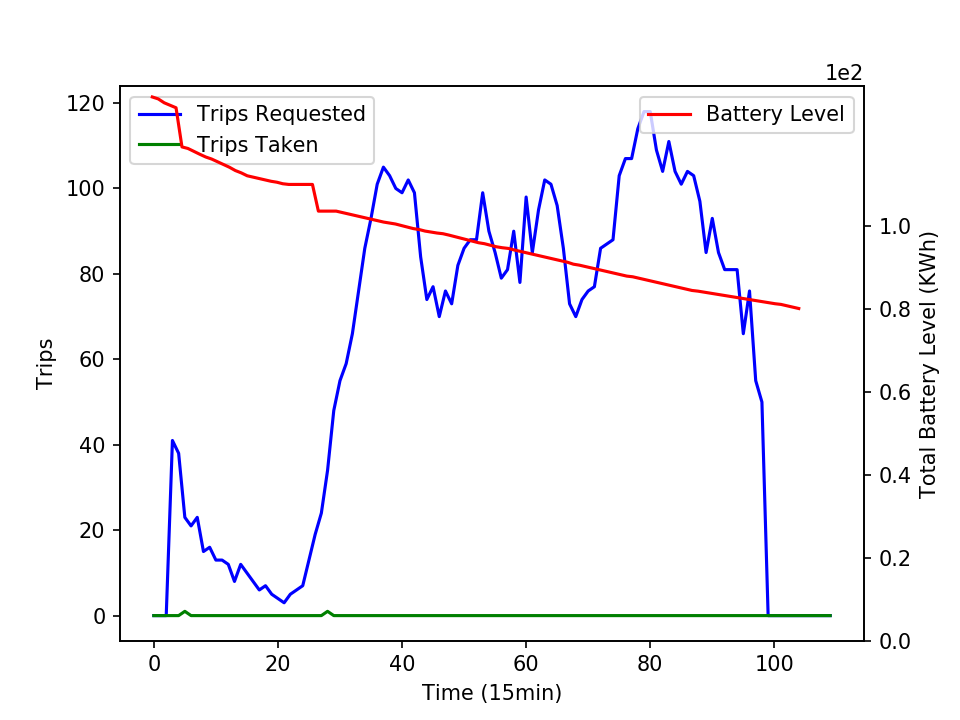 1e2
Trips Requested
Trips Taken
Battery Level
120
100
80
60
40
20
0
Trips
1.0
0.8
0.6
0.4
0.2
0.0
Total Battery Level (KWh)
0 20 40 60 80 100
Time (15min)